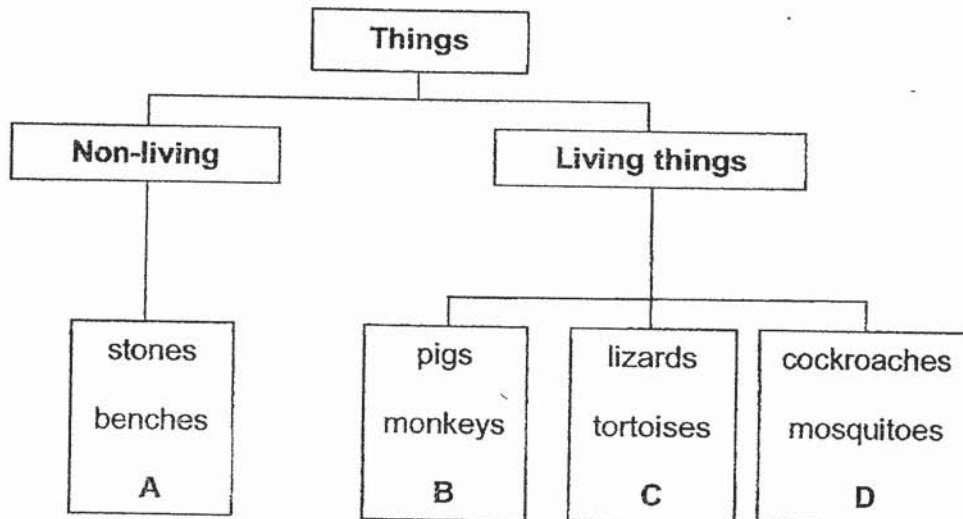 Things
Non-living
Living things
stones
benches
A
pigs
monkeys
B
lizards
tortoises
C
cockroaches
mosquitoes
D